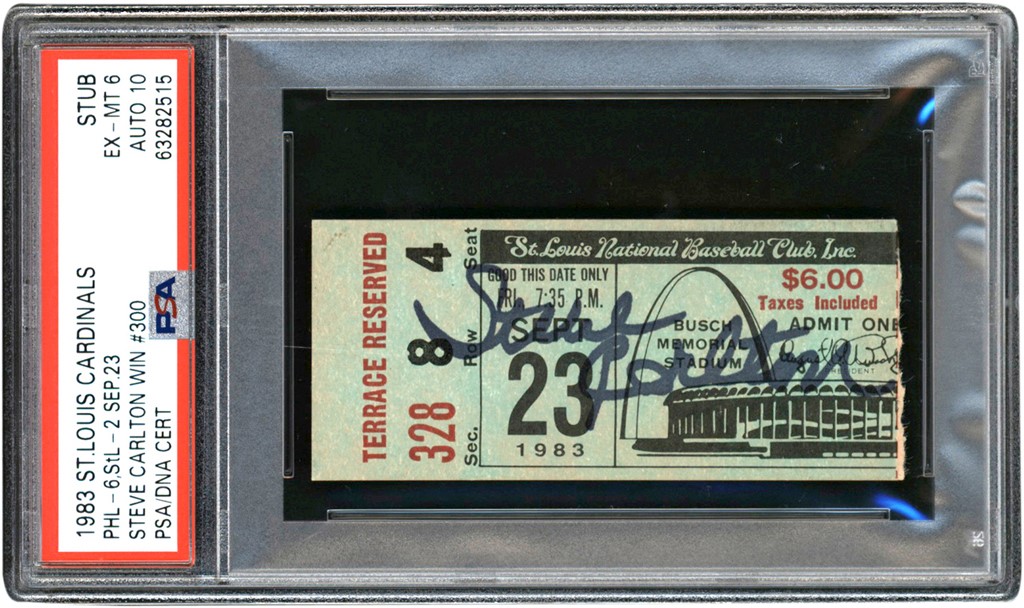 1983 ST.LOUIS CARDINALS
STUB
PHL-6,StL-2 SEP.23
EX-MT 6
STEVE CARLTON WIN #300
AUTO 10
PSA/DNA CERT
63282515
PSA
TERRACE RESERVED
328 8 4
Sec. Row Seat
St. Louis National Baseball Club, Inc.
GOOD THIS DATE ONLY
FRI. 7:35 P.M.
SEPT
23
1983
BUSCH
MEMORIAL
STADIUM
$6.00
Taxes Included
ADMIT ONE
PRESIDENT
Steve Carlton